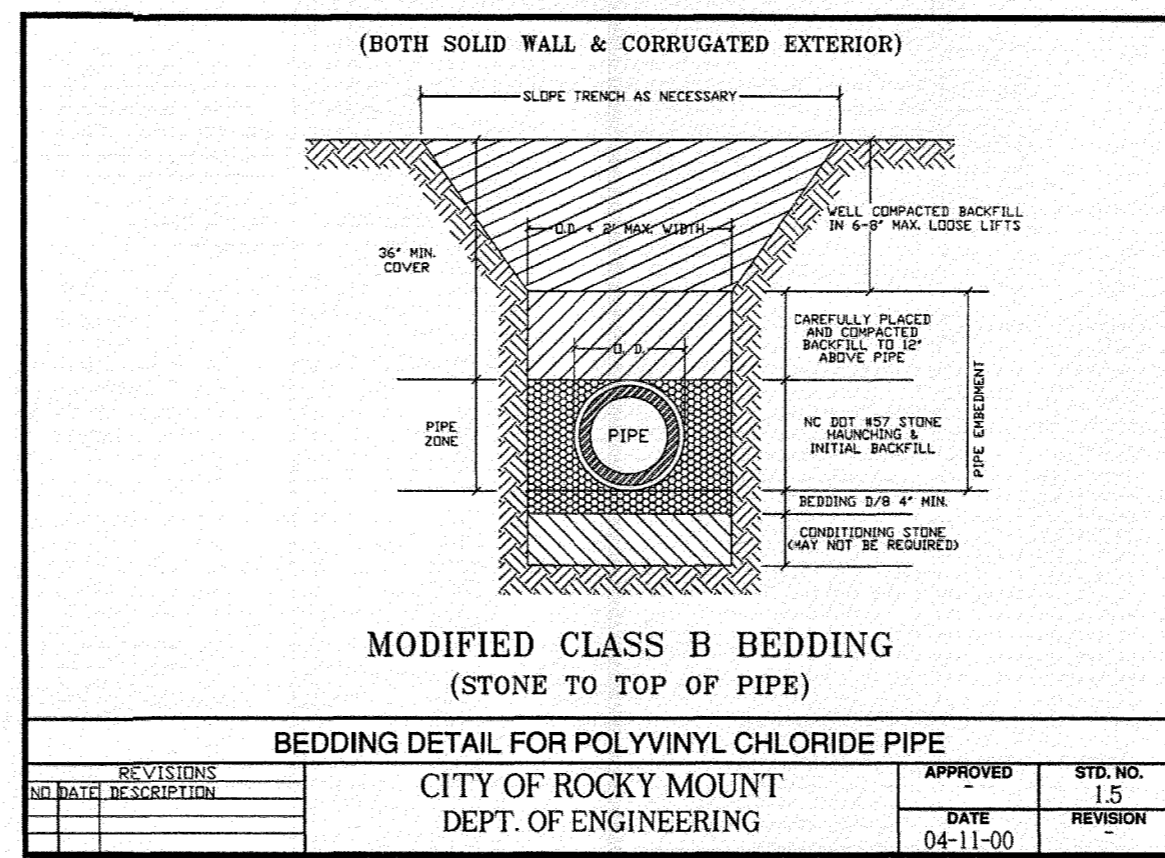 (BOTH SOLID WALL & CORRUGATED EXTERIOR)
SLOPE TRENCH AS NECESSARY
WELL COMPACTED BACKFILL
IN 6-8" MAX. LOOSE LIFTS
O.D. + 2' MAX. WIDTH
36" MIN.
COVER
CAREFULLY PLACED
AND COMPACTED
BACKFILL TO 12"
ABOVE PIPE
O. D.
PIPE
ZONE
PIPE
NC DOT #57 STONE
HAUNCHING &
INITIAL BACKFILL
PIPE EMBEDMENT
BEDDING D/8 4" MIN.
CONDITIONING STONE
(MAY NOT BE REQUIRED)
MODIFIED CLASS B BEDDING
(STONE TO TOP OF PIPE)
BEDDING DETAIL FOR POLYVINYL CHLORIDE PIPE
REVISIONS
NO DATE DESCRIPTION
CITY OF ROCKY MOUNT
DEPT. OF ENGINEERING
APPROVED
-
STD. NO.
1.5
DATE
04-11-00
REVISION
-